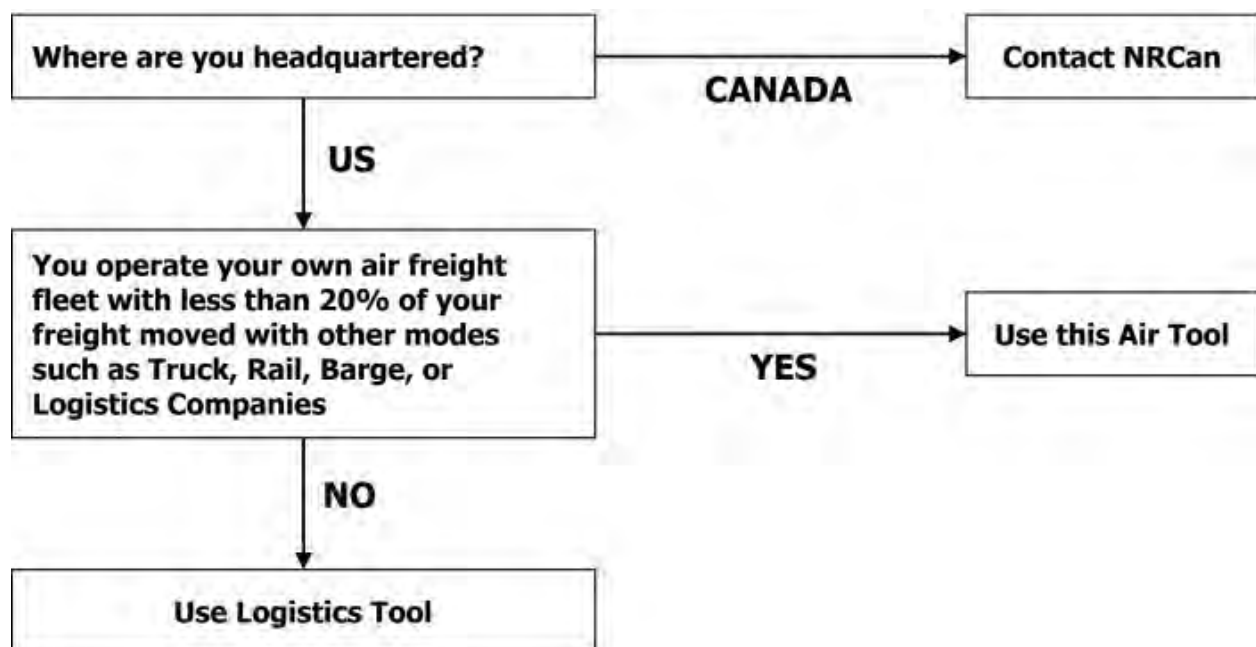 Where are you headquartered?
CANADA
Contact NRCan
US
You operate your own air freight
fleet with less than 20% of your
freight moved with other modes
such as Truck, Rail, Barge, or
Logistics Companies
YES
Use this Air Tool
NO
Use Logistics Tool